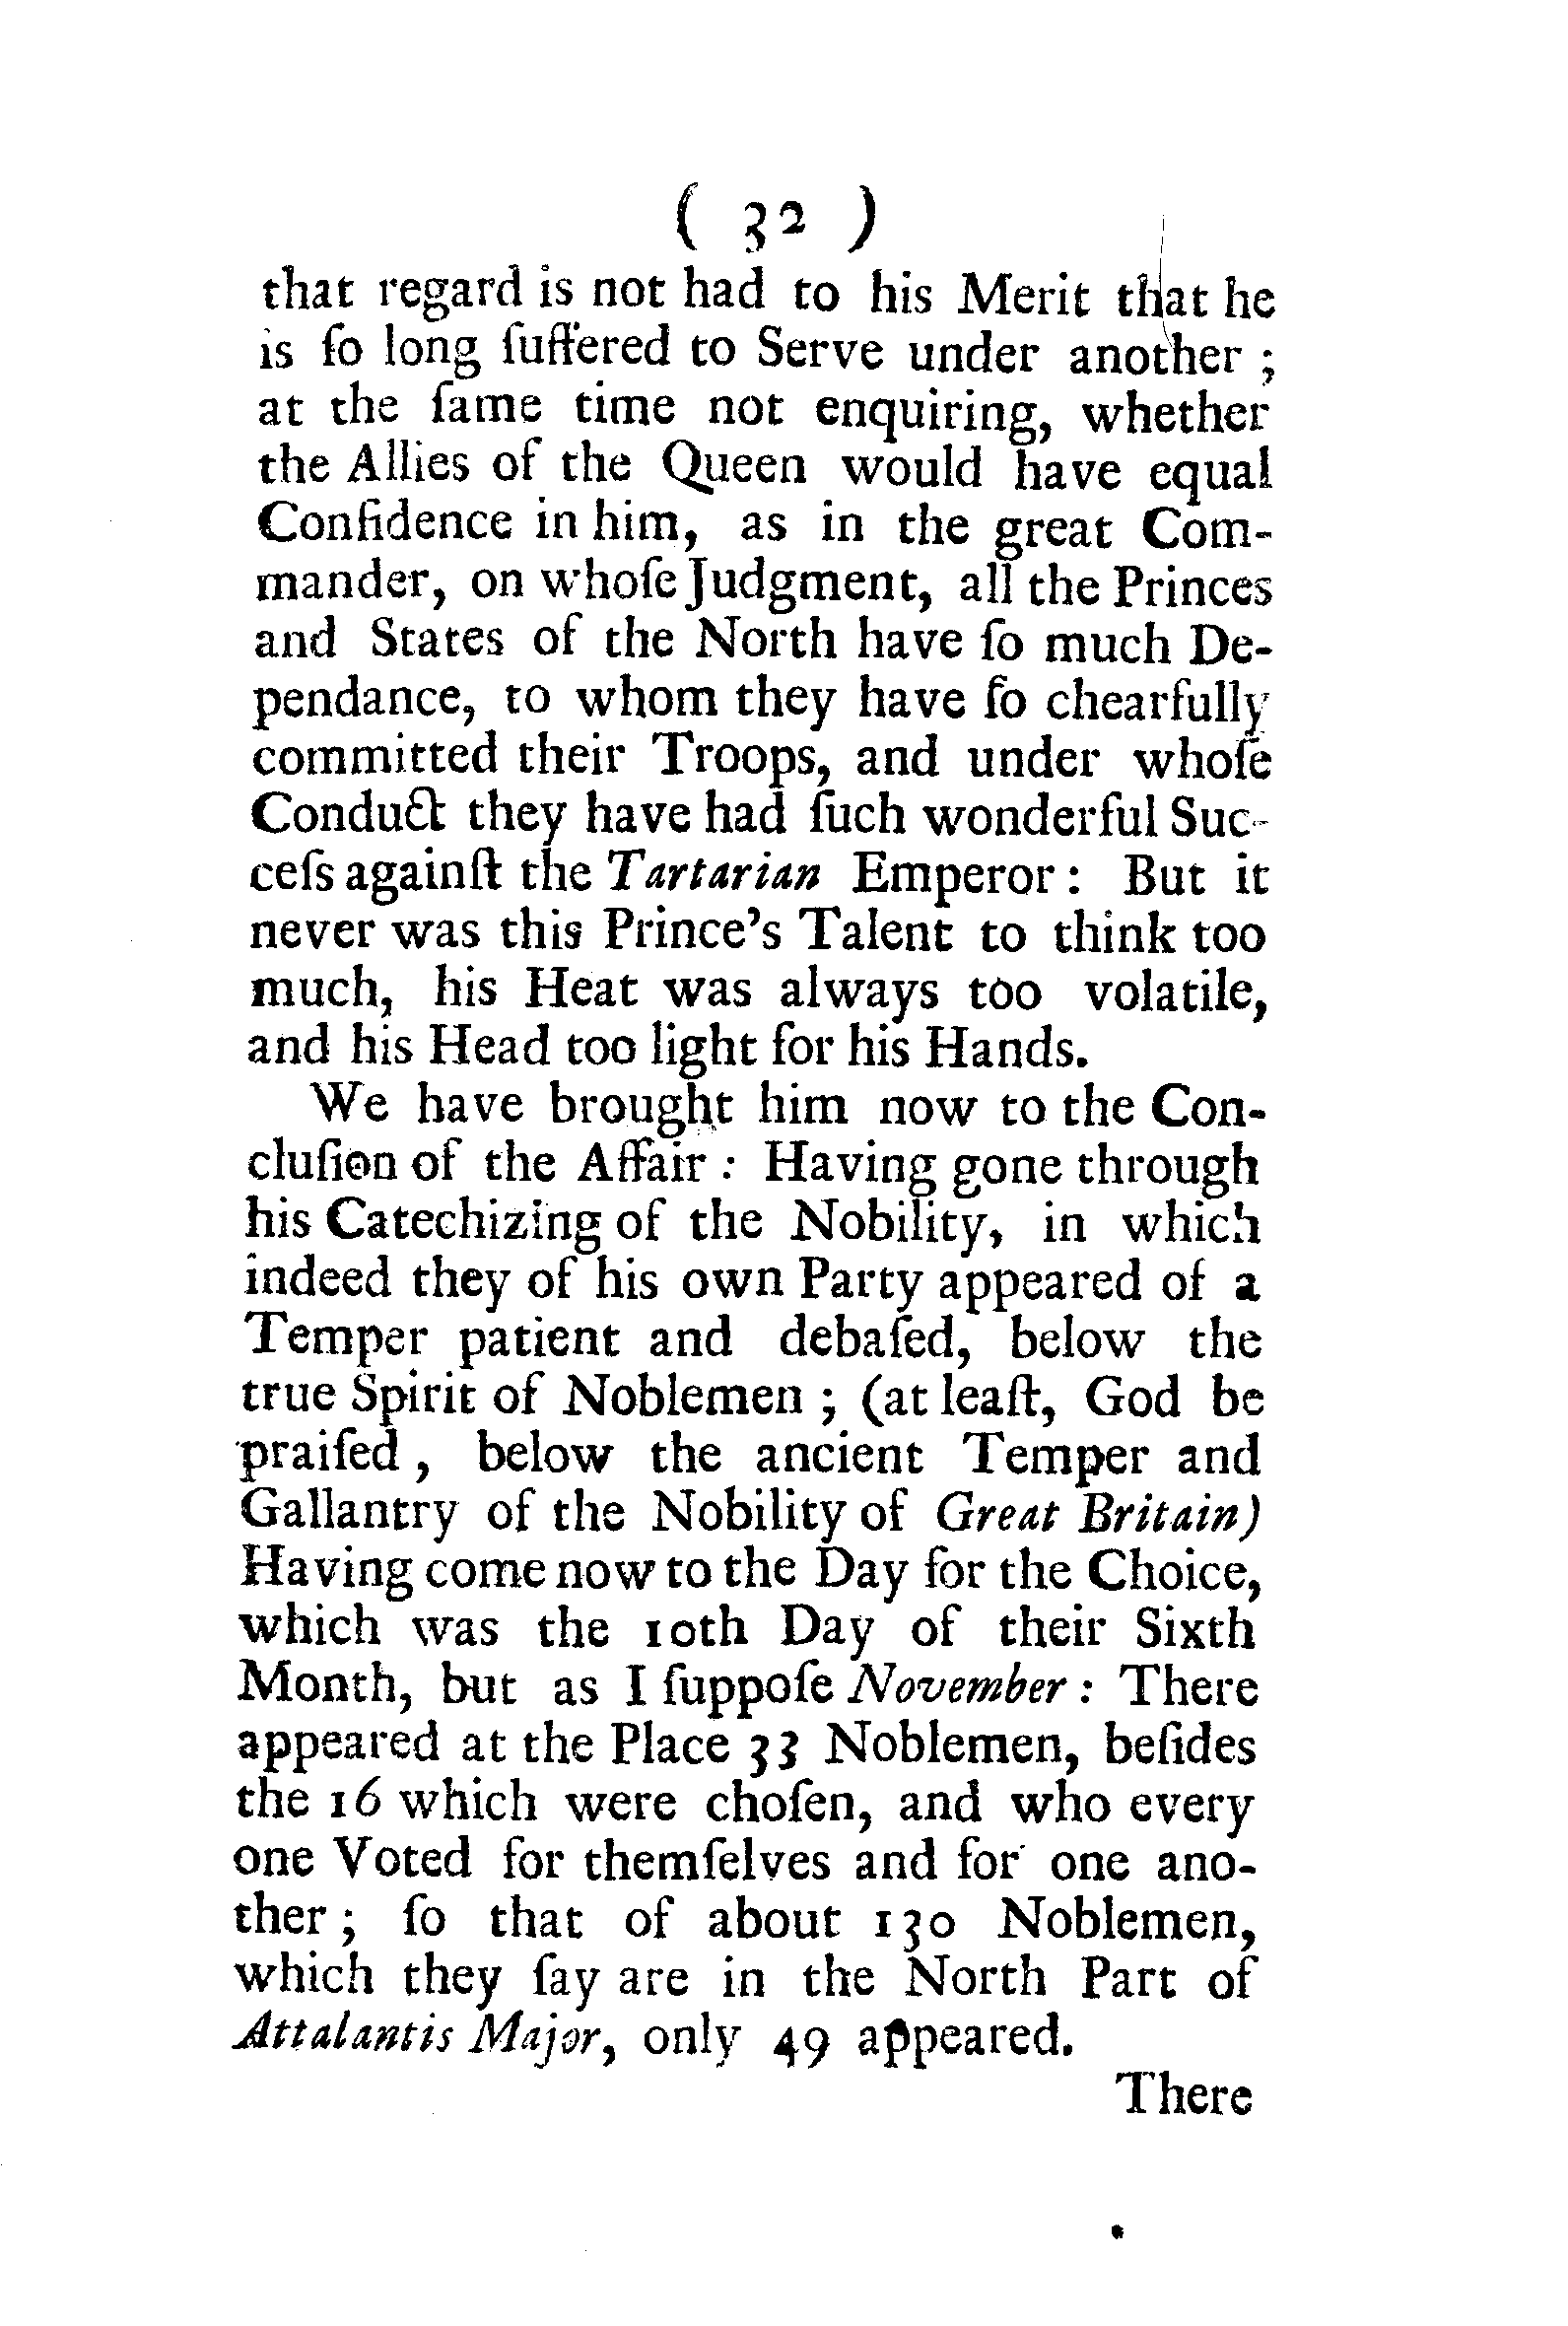 ( 32 )
that regard is not had to his Merit that he
is ſo long ſuffered to Serve under another ;
at the ſame time not enquiring, whether
the Allies of the Queen would have equal
Confidence in him, as in the great Com-
mander, on whoſe Judgment, all the Princes
and States of the North have ſo much De-
pendance, to whom they have ſo chearfully
committed their Troops, and under whoſe
Conduct they have had ſuch wonderful Suc-
ceſs againſt the Tartarian Emperor : But it
never was this Prince's Talent to think too
much, his Heat was always too volatile,
and his Head too light for his Hands.
We have brought him now to the Con-
cluſion of the Affair : Having gone through
his Catechizing of the Nobility, in which
indeed they of his own Party appeared of a
Temper patient and debaſed, below the
true Spirit of Noblemen ; (at leaſt, God be
praiſed , below the ancient Temper and
Gallantry of the Nobility of Great Britain)
Having come now to the Day for the Choice,
which was the 10th Day of their Sixth
Month, but as I ſuppoſe November : There
appeared at the Place 33 Noblemen, beſides
the 16 which were choſen, and who every
one Voted for themſelves and for one ano-
ther ; ſo that of about 130 Noblemen,
which they ſay are in the North Part of
Attalantis Major, only 49 appeared.
There